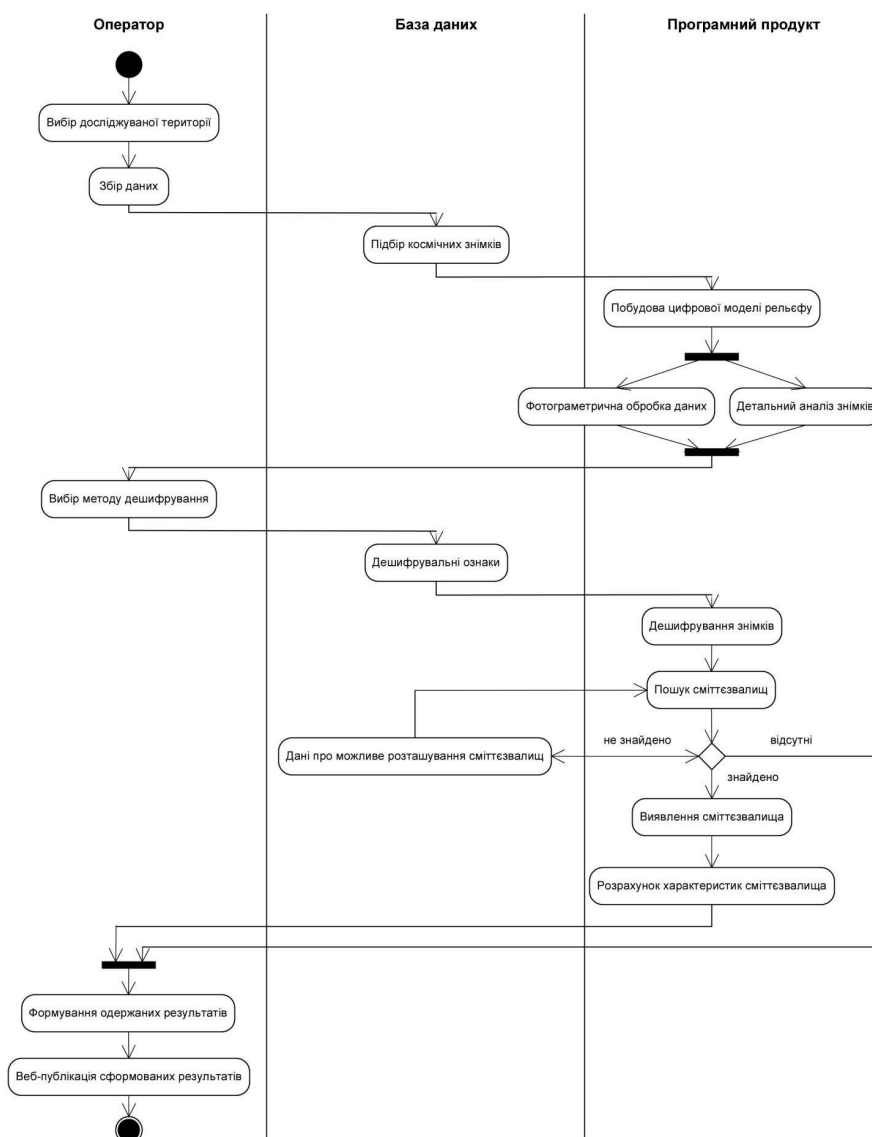 Оператор
База даних
Програмний продукт
Вибір досліджуваної території
Збір даних
Підбір космічних знімків
Побудова цифрової моделі рельєфу
Фотограметрична обробка даних
Детальний аналіз знімків
Вибір методу дешифрування
Дешифрувальні ознаки
Дешифрування знімків
Пошук сміттєзвалищ
не знайдено
відсутні
Дані про можливе розташування сміттєзвалищ
знайдено
Виявлення сміттєзвалища
Розрахунок характеристик сміттєзвалища
Формування одержаних результатів
Веб-публікація сформованих результатів